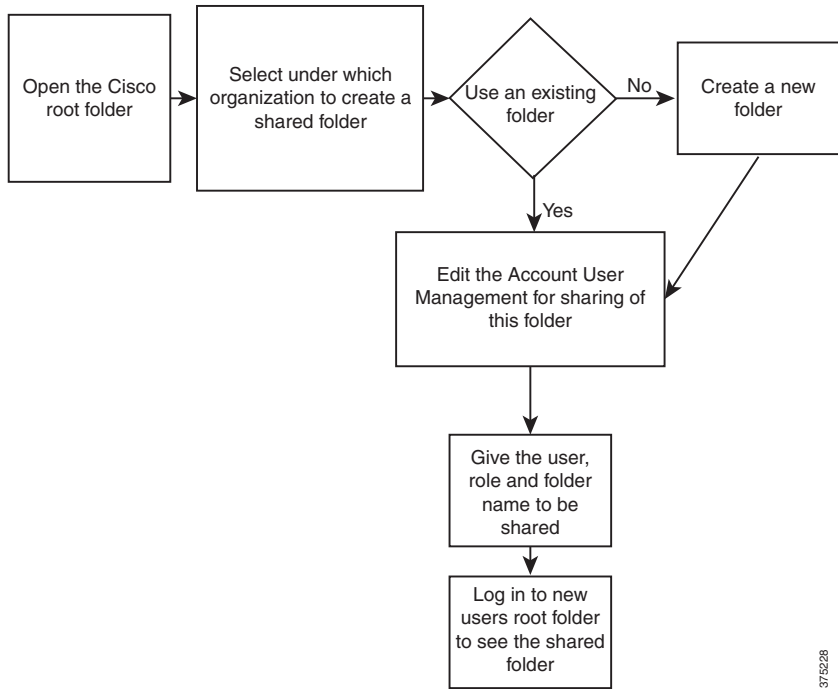 Open the Cisco
root folder
Select under which
organization to create a
shared folder
Use an existing
folder
No
Create a new
folder
Yes
Edit the Account User
Management for sharing of
this folder
Give the user,
role and folder
name to be
shared
Log in to new
users root folder
to see the shared
folder
375228